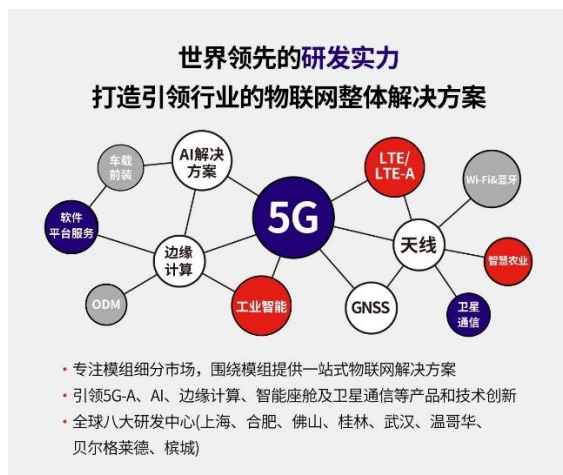 世界领先的研发实力
打造引领行业的物联网整体解决方案
车载
前装
AI解决
方案
LTE/
LTE-A
Wi-Fi&蓝牙
软件
平台服务
5G
边缘
计算
天线
智慧农业
ODM
工业智能
GNSS
卫星
通信
·专注模组细分市场，围绕模组提供一站式物联网解决方案
·引领5G-A、AI、边缘计算、智能座舱及卫星通信等产品和技术创新
·全球八大研发中心(上海、合肥、佛山、桂林、武汉、温哥华、
贝尔格莱德、槟城)